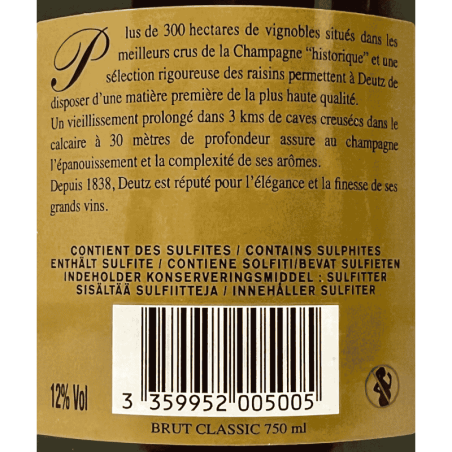 Plus de 300 hectares de vignobles situés dans les
meilleurs crus de la Champagne "historique" et une
sélection rigoureuse des raisins permettent à Deutz de
disposer d'une matière première de la plus haute qualité.
Un vieillissement prolongé dans 3 kms de caves creusées dans le
calcaire à 30 mètres de profondeur assure au champagne
l'épanouissement et la complexité de ses arômes.
Depuis 1838, Deutz est réputé pour l'élégance et la finesse de ses
grands vins.
CONTIENT DES SULFITES / CONTAINS SULPHITES
ENTHÄLT SULFITE / CONTIENE SOLFITI/BEVAT SULFIETEN
INDEHOLDER KONSERVERINGSMIDDEL : SULFITTER
SISÄLTÄÄ SULFIITTEJA / INNEHÅLLER SULFITER
12% Vol
3 359952 005005
BRUT CLASSIC 750 ml